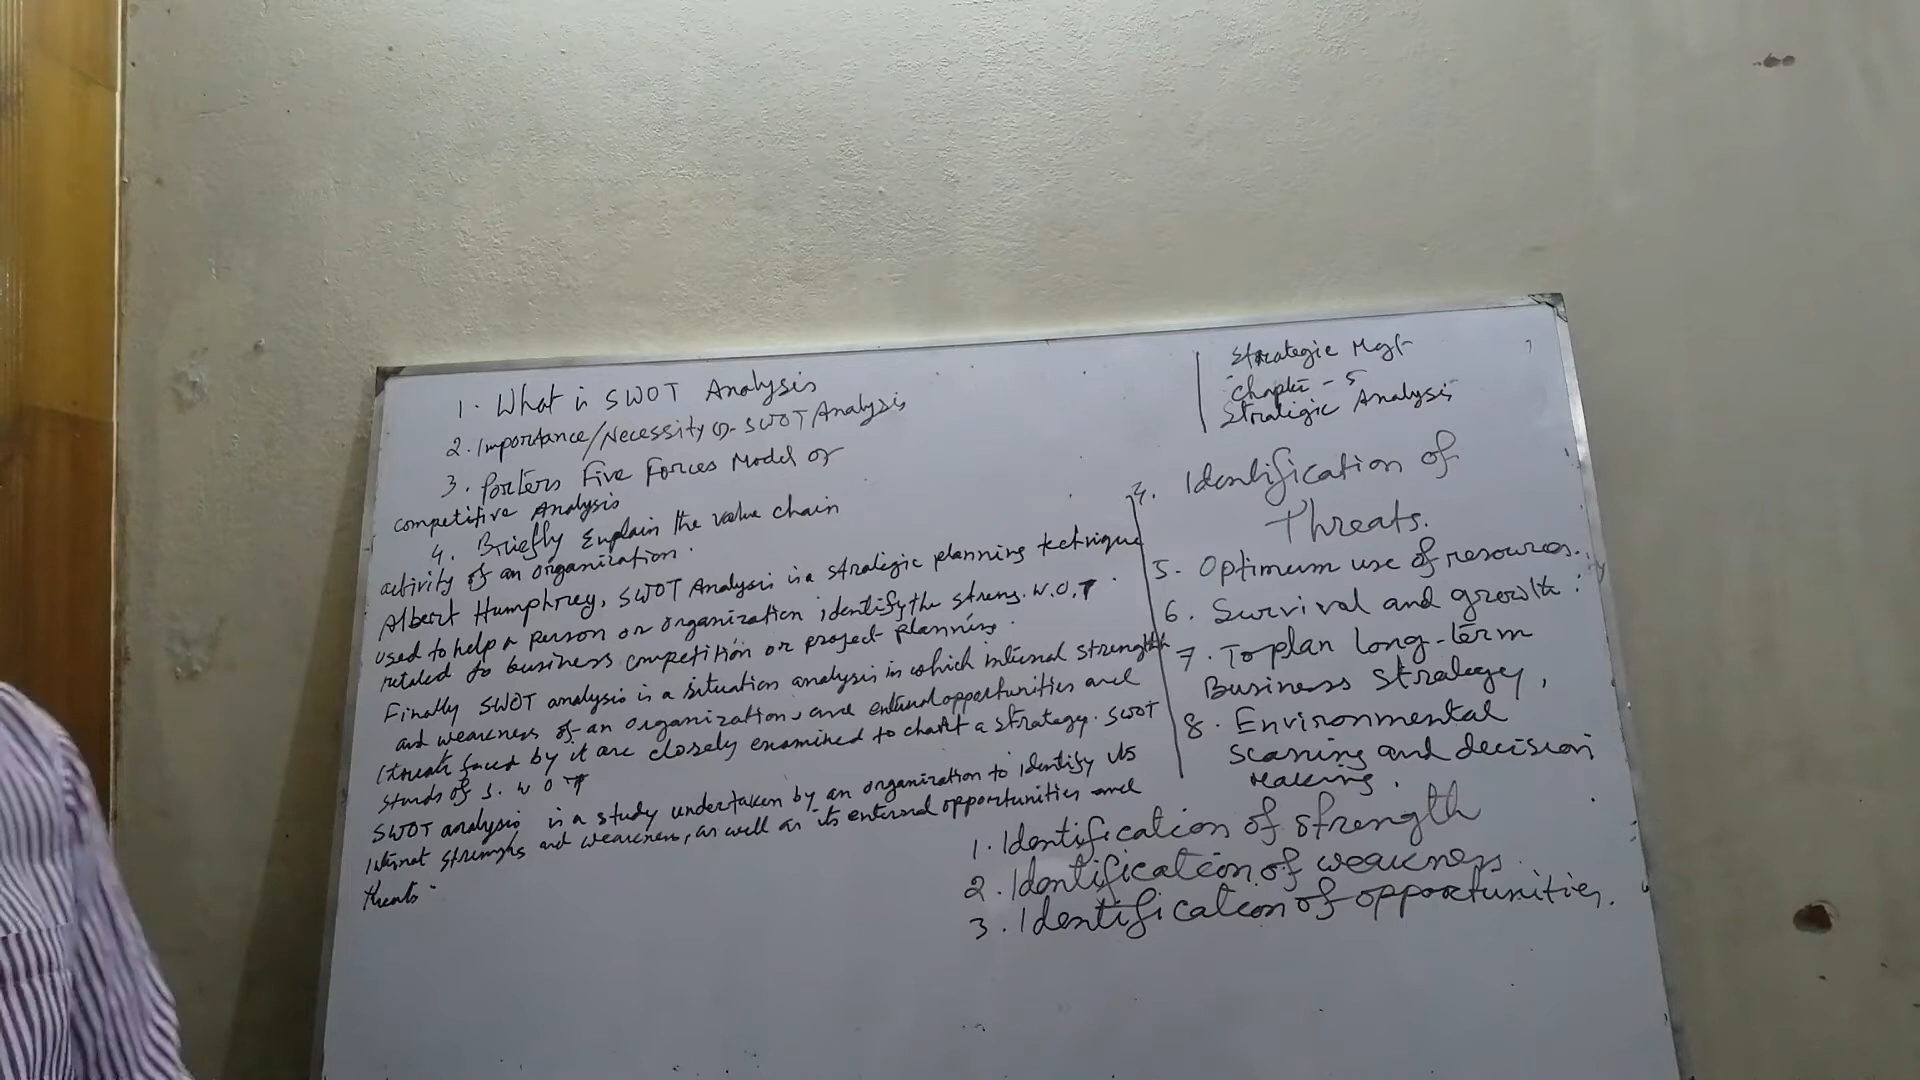 Strategic Mgt
Chapter - 5
Strategic Analysis
1. What is SWOT Analysis
2. Importance/Necessity of SWOT Analysis
3. Porters Five Forces Model of
competitive Analysis
4. Briefly Explain the value chain
activity of an organization.
Albert Humphrey, SWOT Analysis is a strategic planning technique
used to help a person or organization identify the streng. W.O.T.
retaled to business competition or project planning.
Finally SWOT analysis is a situation analysis in which internal strength
and weakness of an organization, and external opportunities and
threats faced by it are closely examined to chart a strategy. SWOT
stands of S. W O T
SWOT analysis is a study undertaken by an organization to identify its
internal strengths and weakness, as well as its external opportunities and
threats.
1. Identification of strength
2. Identification of weakness.
3. Identification of opportunities.
4. Identification of
Threats.
5. Optimum use of resources.
6. Survival and growth.
7. To plan long-term
Business Strategy,
8. Environmental
scaning and decision
making.